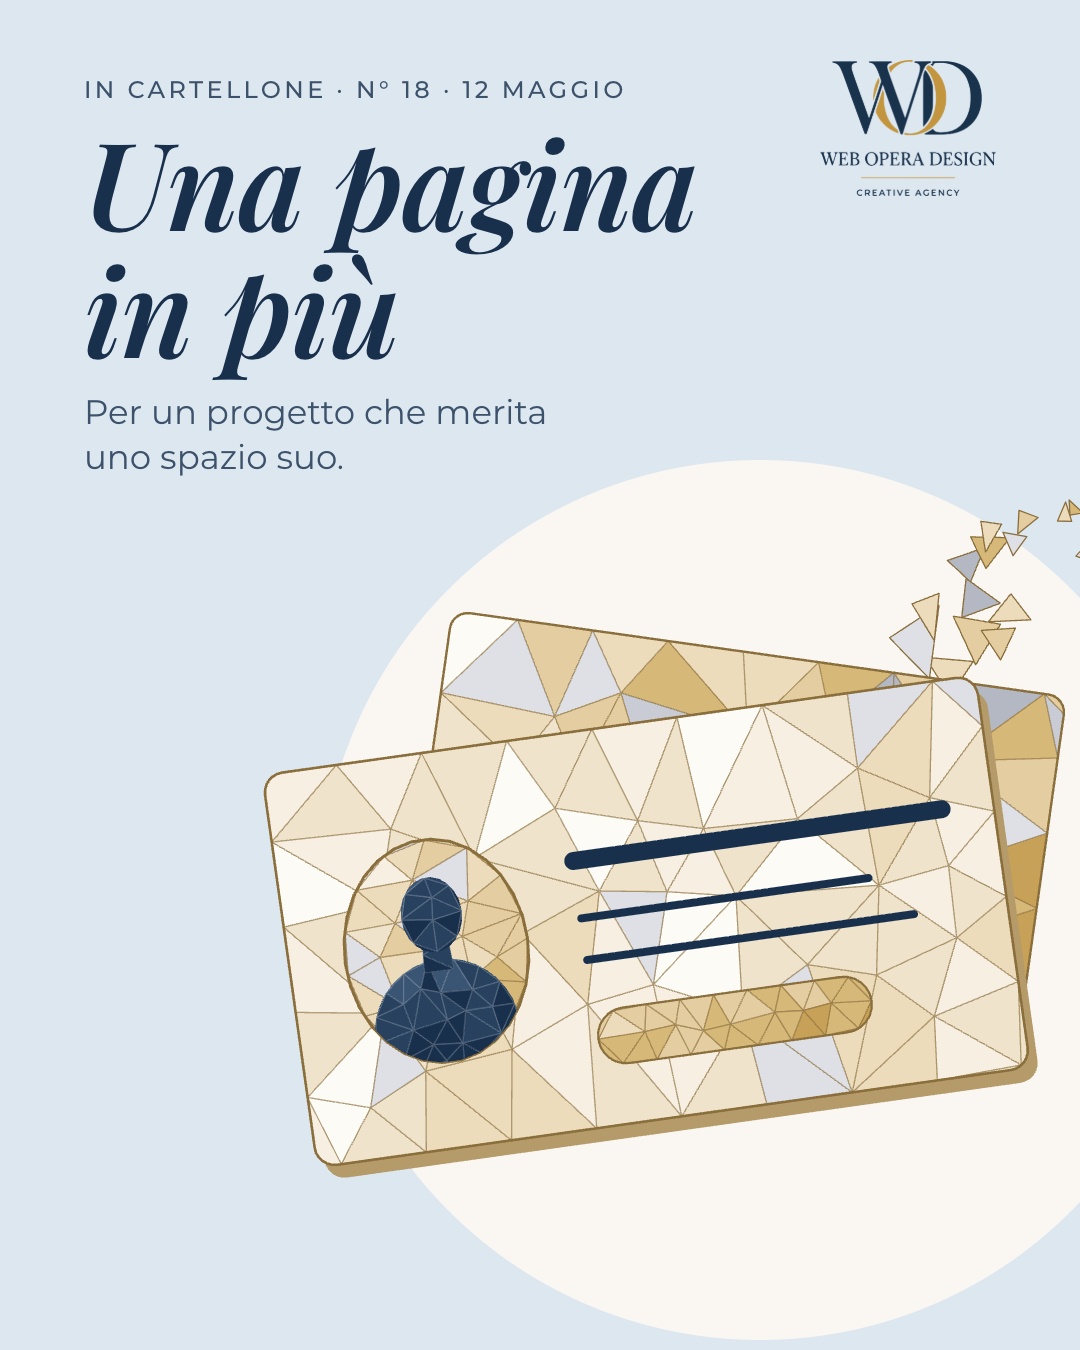 IN CARTELLONE · N° 18 · 12 MAGGIO
Una pagina
in più
Per un progetto che merita
uno spazio suo.
WOD
WEB OPERA DESIGN
CREATIVE AGENCY